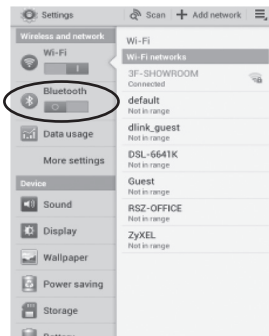 Settings
Scan + Add network
Wireless and network
Wi-Fi
Bluetooth
Data usage
More settings
Device
Sound
Display
Wallpaper
Power saving
Storage
Battery
Wi-Fi
Wi-Fi networks
3F-SHOWROOM
Connected
default
Not in range
dlink_guest
Not in range
DSL-6641K
Not in range
Guest
Not in range
RSZ-OFFICE
Not in range
ZyXEL
Not in range